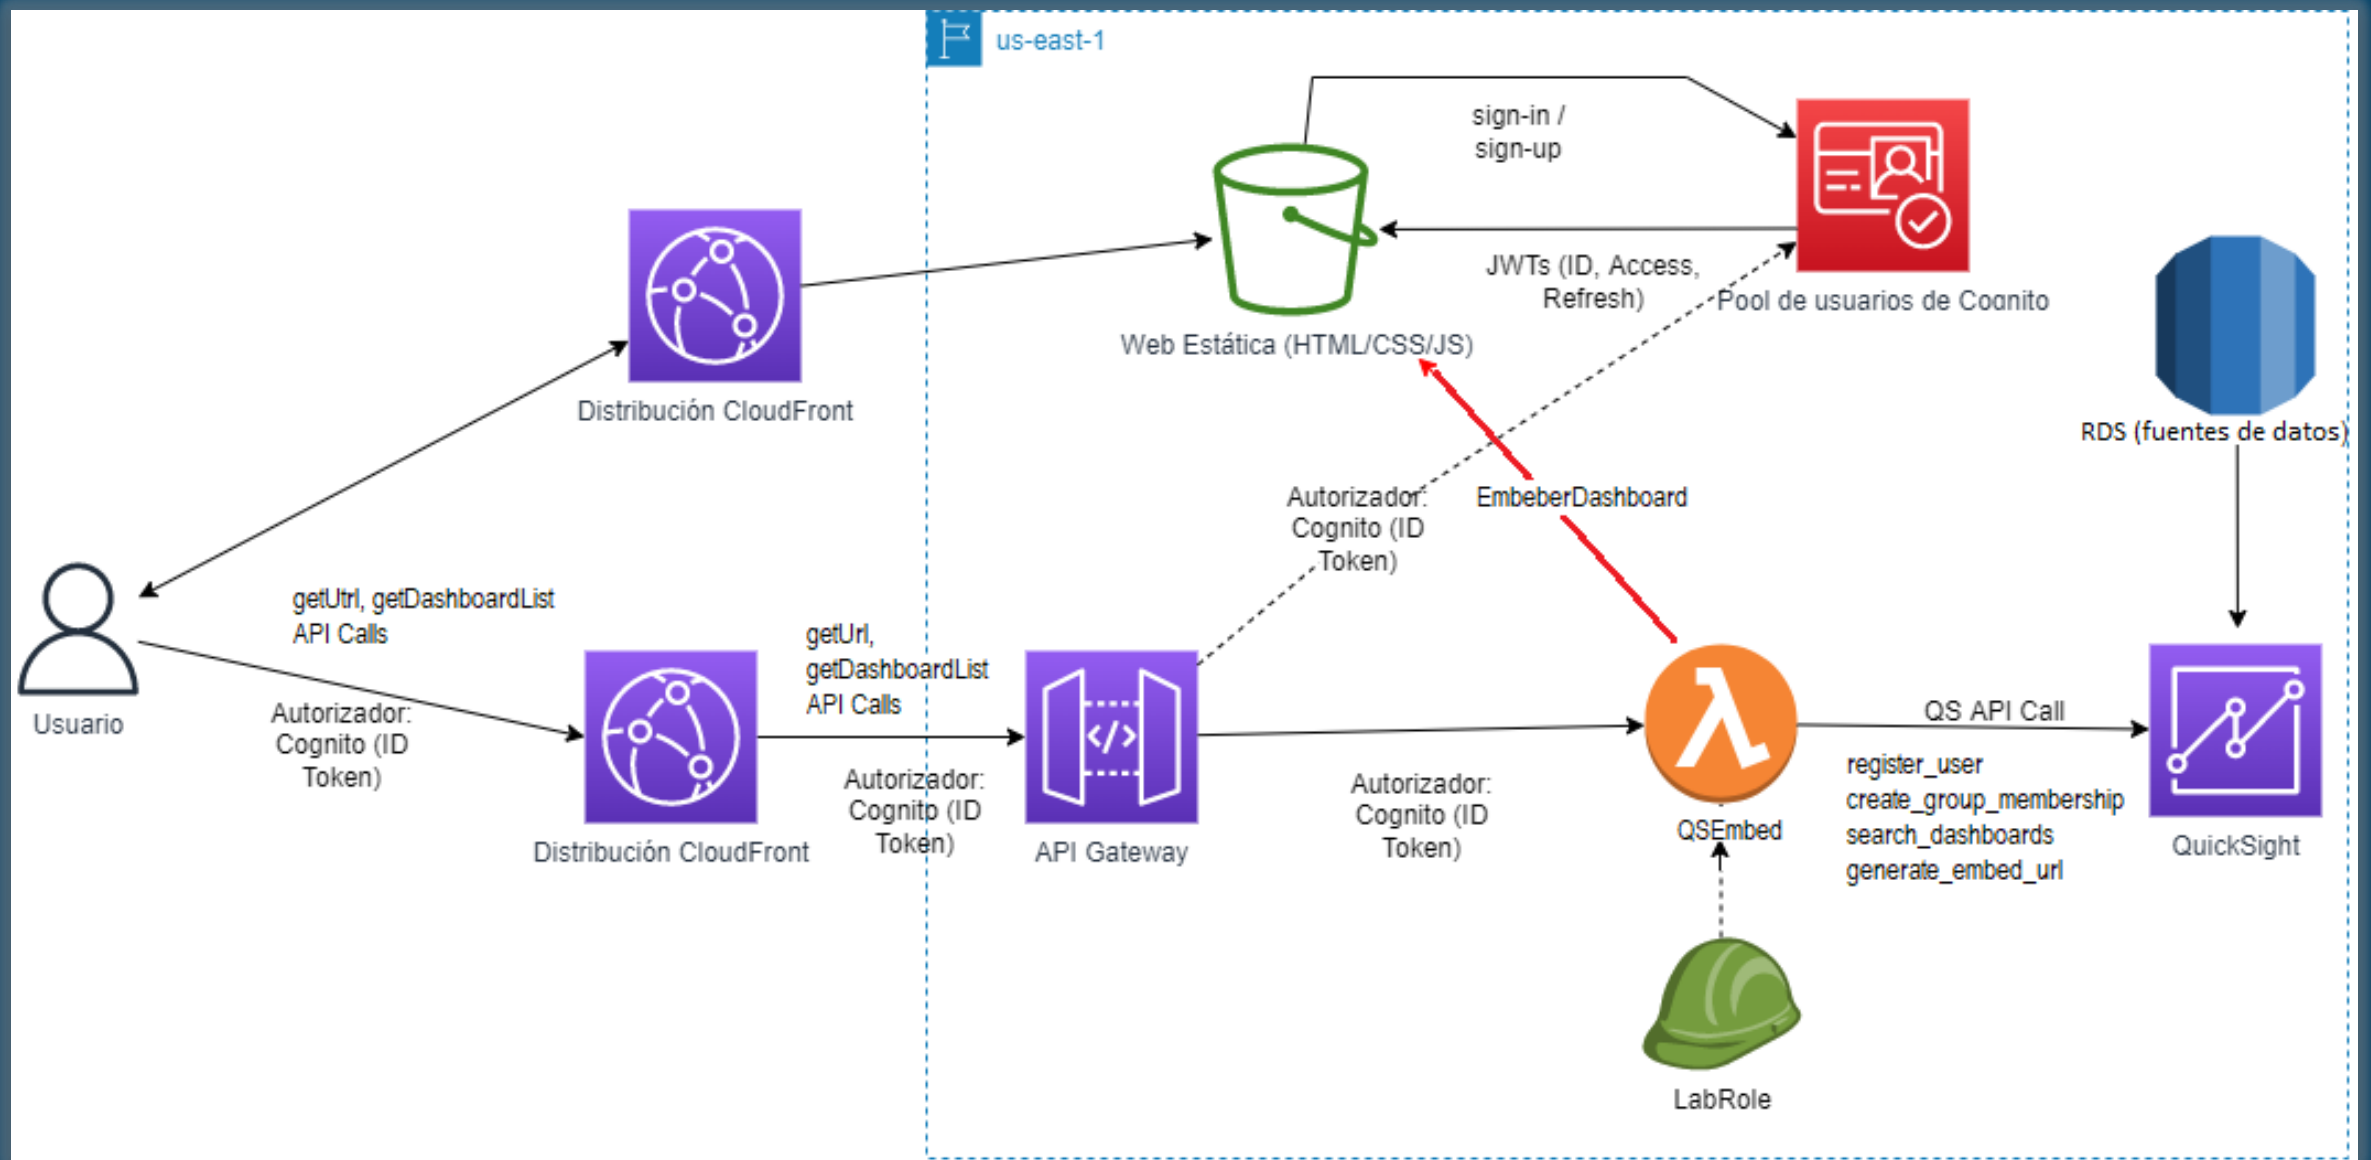 us-east-1
sign-in /
sign-up
JWTs (ID, Access,
Refresh)
Pool de usuarios de Cognito
Web Estática (HTML/CSS/JS)
Distribución CloudFront
RDS (fuentes de datos)
Autorizador:
Cognito (ID
Token)
EmbeberDashboard
getUtrl, getDashboardList
API Calls
Usuario
Autorizador:
Cognito (ID
Token)
getUrl,
getDashboardList
API Calls
Distribución CloudFront
Autorizador:
Cognito (ID
Token)
API Gateway
Autorizador:
Cognito (ID
Token)
QSEmbed
QS API Call
register_user
create_group_membership
search_dashboards
generate_embed_url
QuickSight
LabRole